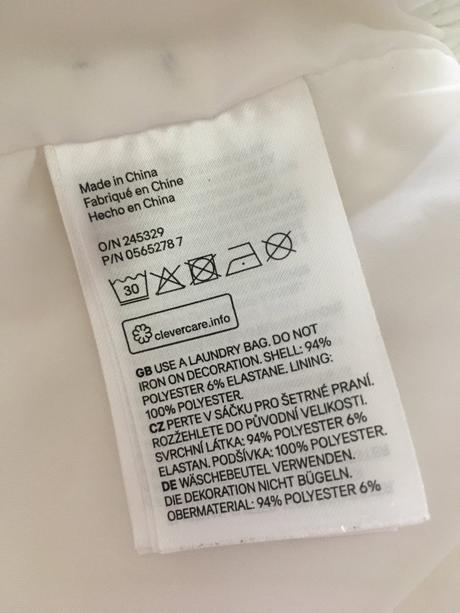 Made in China
Fabriqué en Chine
Hecho en China
O/N 245329
P/N 0565278 7
30
clevercare.info
GB USE A LAUNDRY BAG. DO NOT
IRON ON DECORATION. SHELL: 94%
POLYESTER 6% ELASTANE. LINING:
100% POLYESTER.
CZ PERTE V SÁČKU PRO ŠETRNÉ PRANÍ.
ROZŽEHLETE DO PŮVODNÍ VELIKOSTI.
SVRCHNÍ LÁTKA: 94% POLYESTER 6%
ELASTAN. PODŠÍVKA: 100% POLYESTER.
DE WÄSCHEBEUTEL VERWENDEN.
DIE DEKORATION NICHT BÜGELN.
OBERMATERIAL: 94% POLYESTER 6%